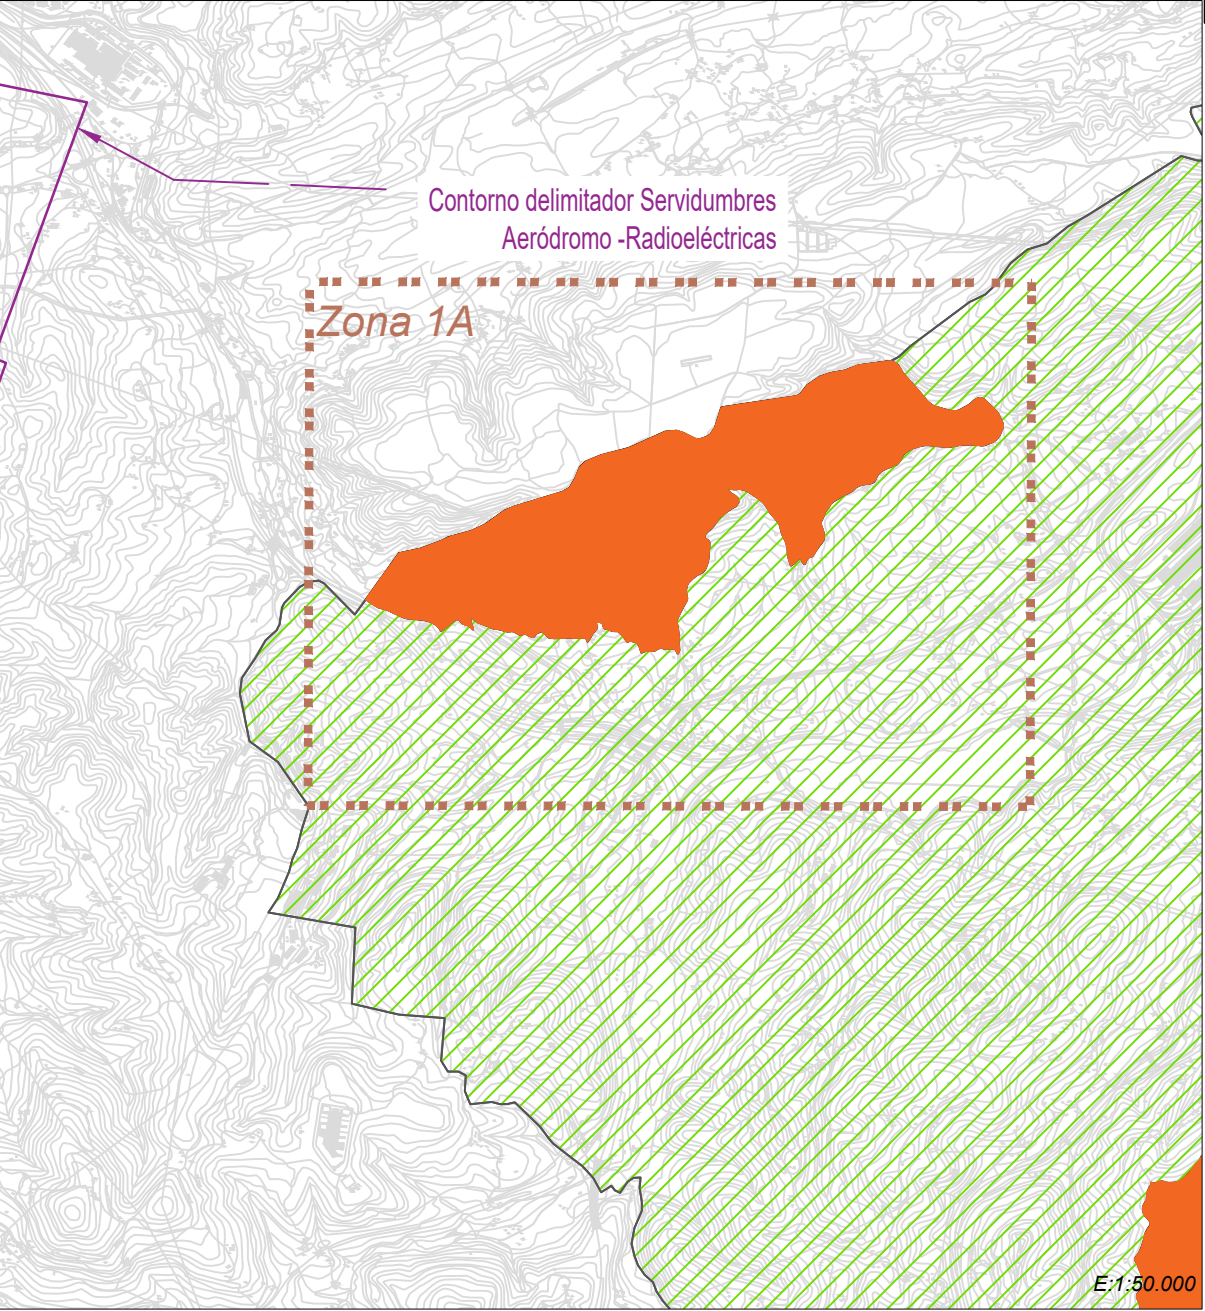 Contorno delimitador Servidumbres
Aeródromo -Radioeléctricas
Zona 1A
E:1:50.000